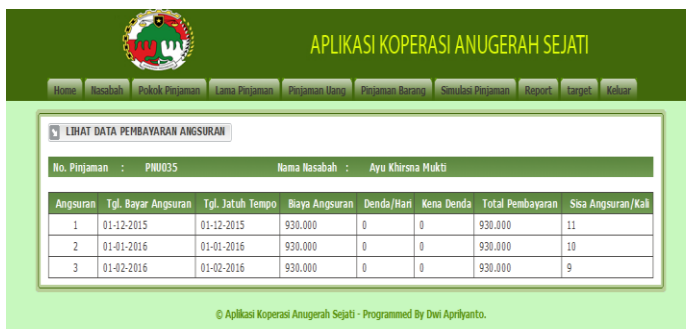 APLIKASI KOPERASI ANUGERAH SEJATI
Home Nasabah Pokok Pinjaman Lama Pinjaman Pinjaman Uang Pinjaman Barang Simulasi Pinjaman Report target Keluar
LIHAT DATA PEMBAYARAN ANGSURAN
No. Pinjaman : PNU035 Nama Nasabah : Ayu Khirsna Mukti
Angsuran Tgl. Bayar Angsuran Tgl. Jatuh Tempo Biaya Angsuran Denda/Hari Kena Denda Total Pembayaran Sisa Angsuran/Kali
1 01-12-2015 01-12-2015 930.000 0 0 930.000 11
2 01-01-2016 01-01-2016 930.000 0 0 930.000 10
3 01-02-2016 01-02-2016 930.000 0 0 930.000 9
© Aplikasi Koperasi Anugerah Sejati - Programmed By Dwi Aprilyanto.